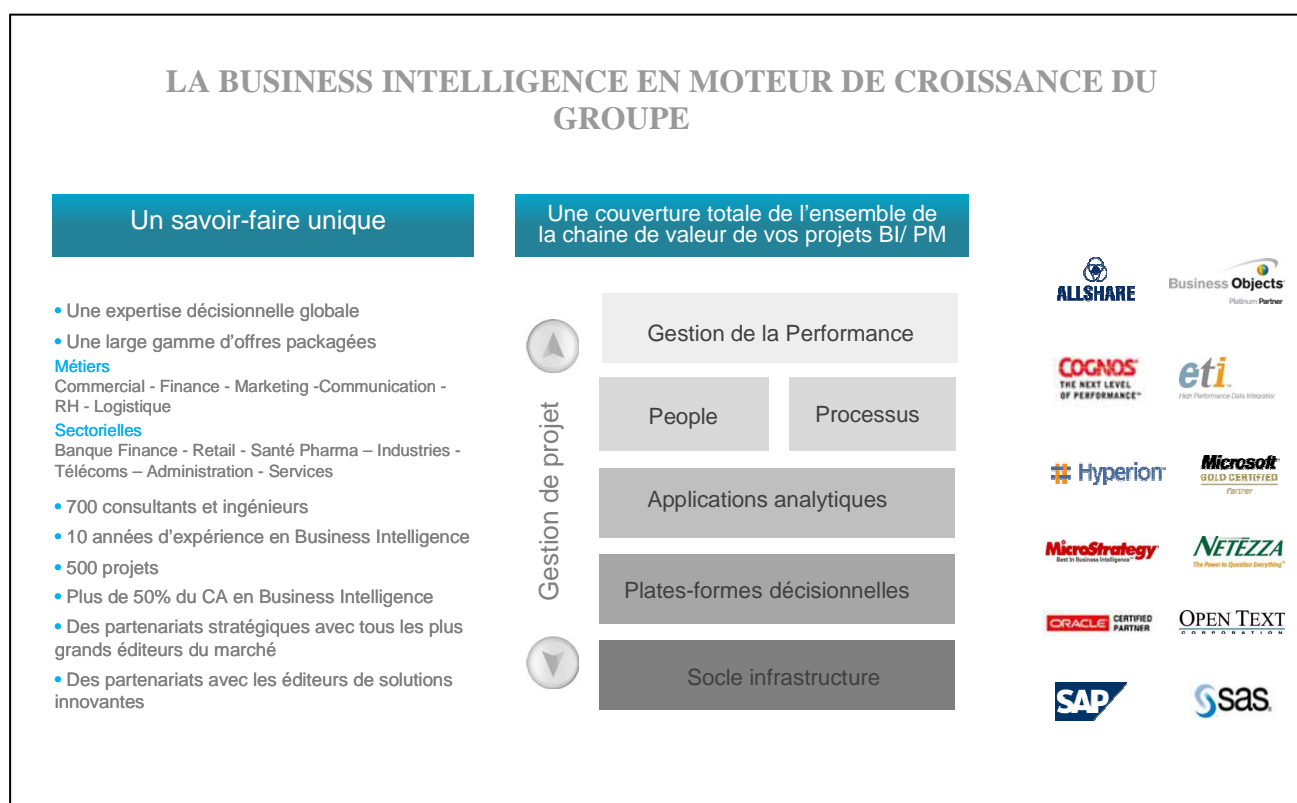 LA BUSINESS INTELLIGENCE EN MOTEUR DE CROISSANCE DU
GROUPE
Un savoir-faire unique
• Une expertise décisionnelle globale
• Une large gamme d'offres packagées
Métiers
Commercial - Finance - Marketing -Communication -
RH - Logistique
Sectorielles
Banque Finance - Retail - Santé Pharma – Industries -
Télécoms – Administration - Services
• 700 consultants et ingénieurs
• 10 années d'expérience en Business Intelligence
• 500 projets
• Plus de 50% du CA en Business Intelligence
• Des partenariats stratégiques avec tous les plus
grands éditeurs du marché
• Des partenariats avec les éditeurs de solutions
innovantes
Une couverture totale de l'ensemble de
la chaine de valeur de vos projets BI/ PM
Gestion de projet
Gestion de la Performance
People
Processus
Applications analytiques
Plates-formes décisionnelles
Socle infrastructure
ALLSHARE
Business Objects
Platinum Partner
COGNOS
THE NEXT LEVEL
OF PERFORMANCE™
eti™
High Performance Data Integration
Hyperion
Microsoft
GOLD CERTIFIED
Partner
MicroStrategy
Best In Business Intelligence™
NETEZZA
The Power to Question Everything™
ORACLE CERTIFIED
PARTNER
OPEN TEXT
CORPORATION
SAP
sas